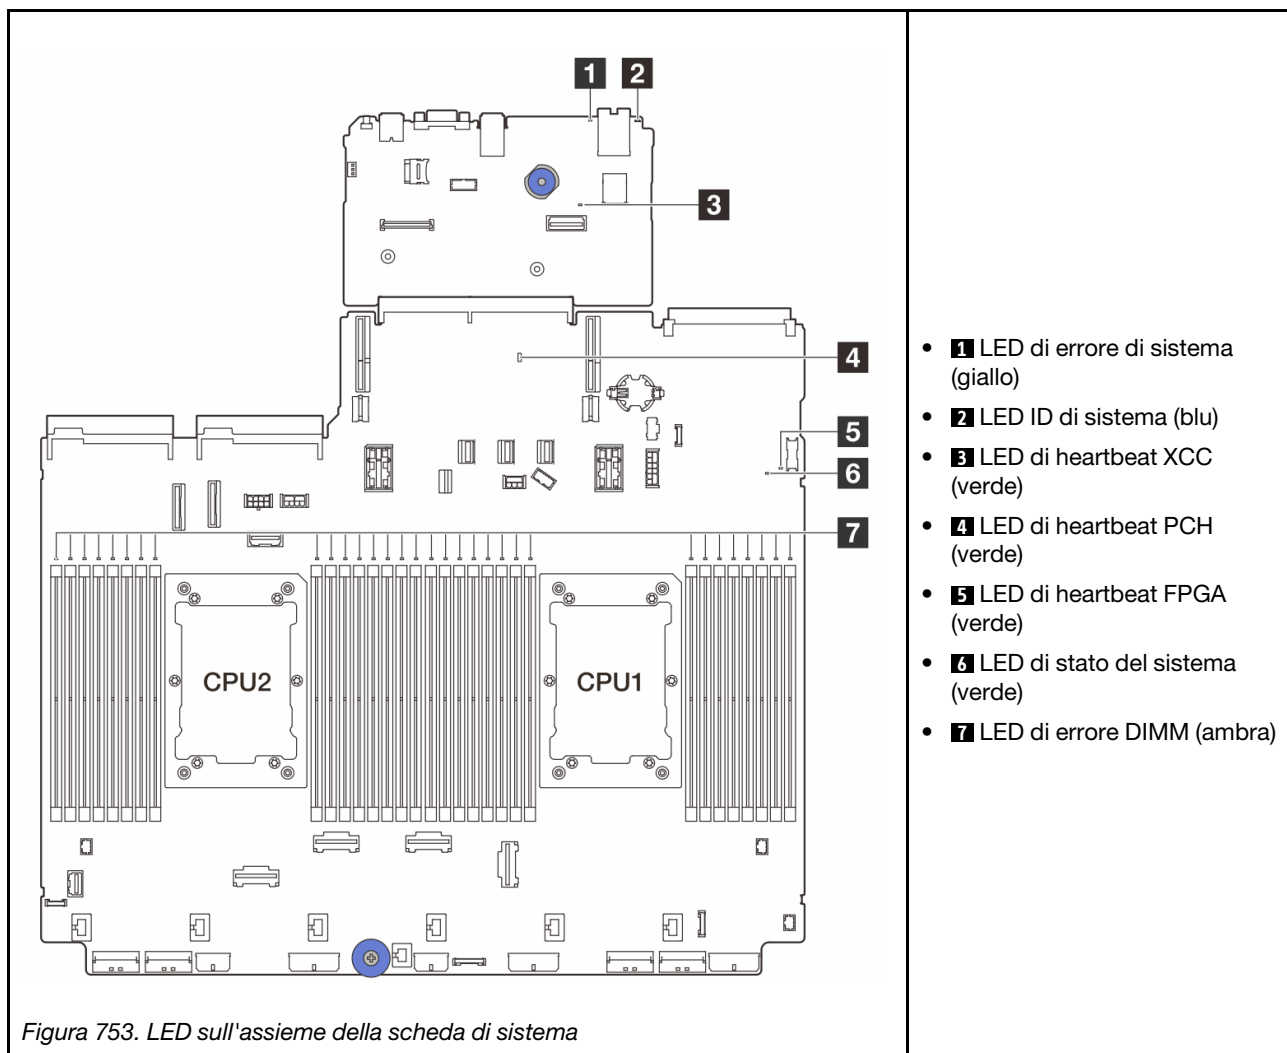 1
2
3
4
5
6
7
CPU2
CPU1
Figura 753. LED sull'assieme della scheda di sistema
• 1 LED di errore di sistema
(giallo)
• 2 LED ID di sistema (blu)
• 3 LED di heartbeat XCC
(verde)
• 4 LED di heartbeat PCH
(verde)
• 5 LED di heartbeat FPGA
(verde)
• 6 LED di stato del sistema
(verde)
• 7 LED di errore DIMM (ambra)